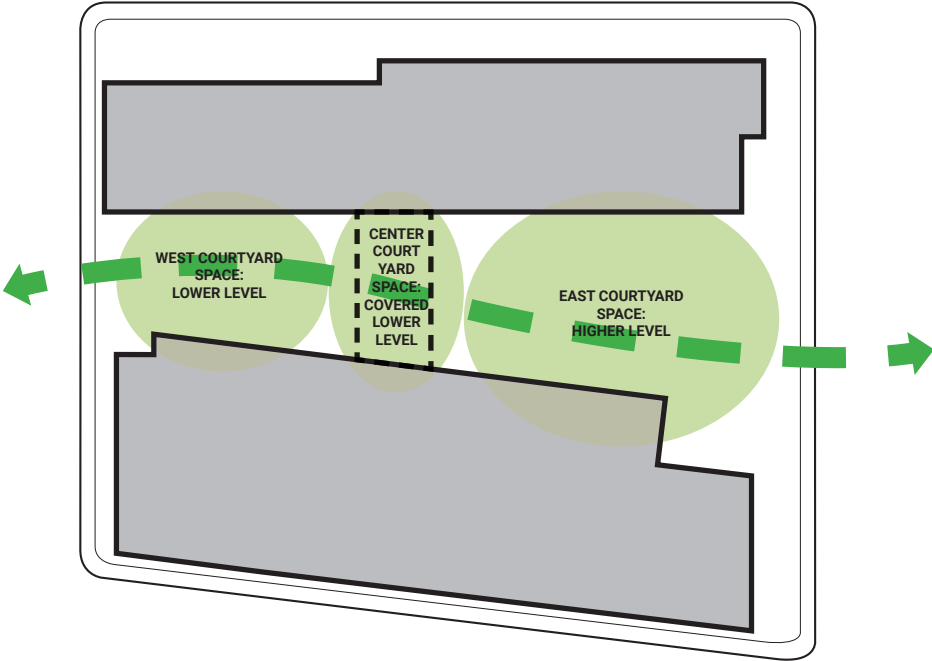 WEST COURTYARD
SPACE:
LOWER LEVEL
CENTER
COURT
YARD
SPACE:
COVERED
LOWER
LEVEL
EAST COURTYARD
SPACE:
HIGHER LEVEL